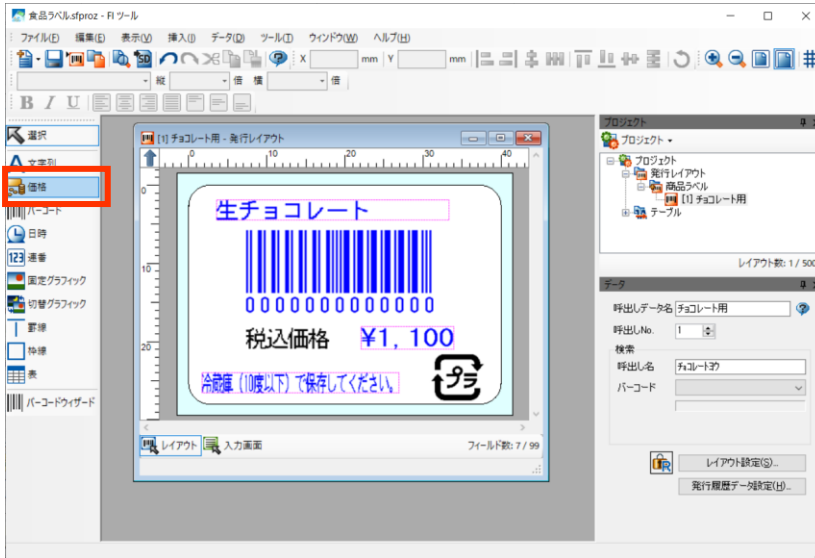 食品ラベル.sfproz - FI ツール
ファイル(F) 編集(E) 表示(V) 挿入(I) データ(D) ツール(T) ウィンドウ(W) ヘルプ(H)
X mm Y mm
縦 倍 横 倍
B I U
選択
文字列
価格
バーコード
日時
123 連番
固定グラフィック
切替グラフィック
罫線
枠線
表
バーコードウィザード
[1] チョコレート用 - 発行レイアウト
0 10 20 30 40
0
10
20
生チョコレート
0000000000000
税込価格 ¥1,100
冷蔵庫（10度以下）で保存してください。
プラ
レイアウト 入力画面 フィールド数: 7 / 99
プロジェクト
プロジェクト
プロジェクト
発行レイアウト
商品ラベル
[1] チョコレート用
テーブル
レイアウト数: 1 / 500
データ
呼出しデータ名 チョコレート用
呼出しNo. 1
検索
呼出し名 ﾁｮｺﾚｰﾄﾖｳ
バーコード
レイアウト設定(S)...
発行履歴データ設定(H)...